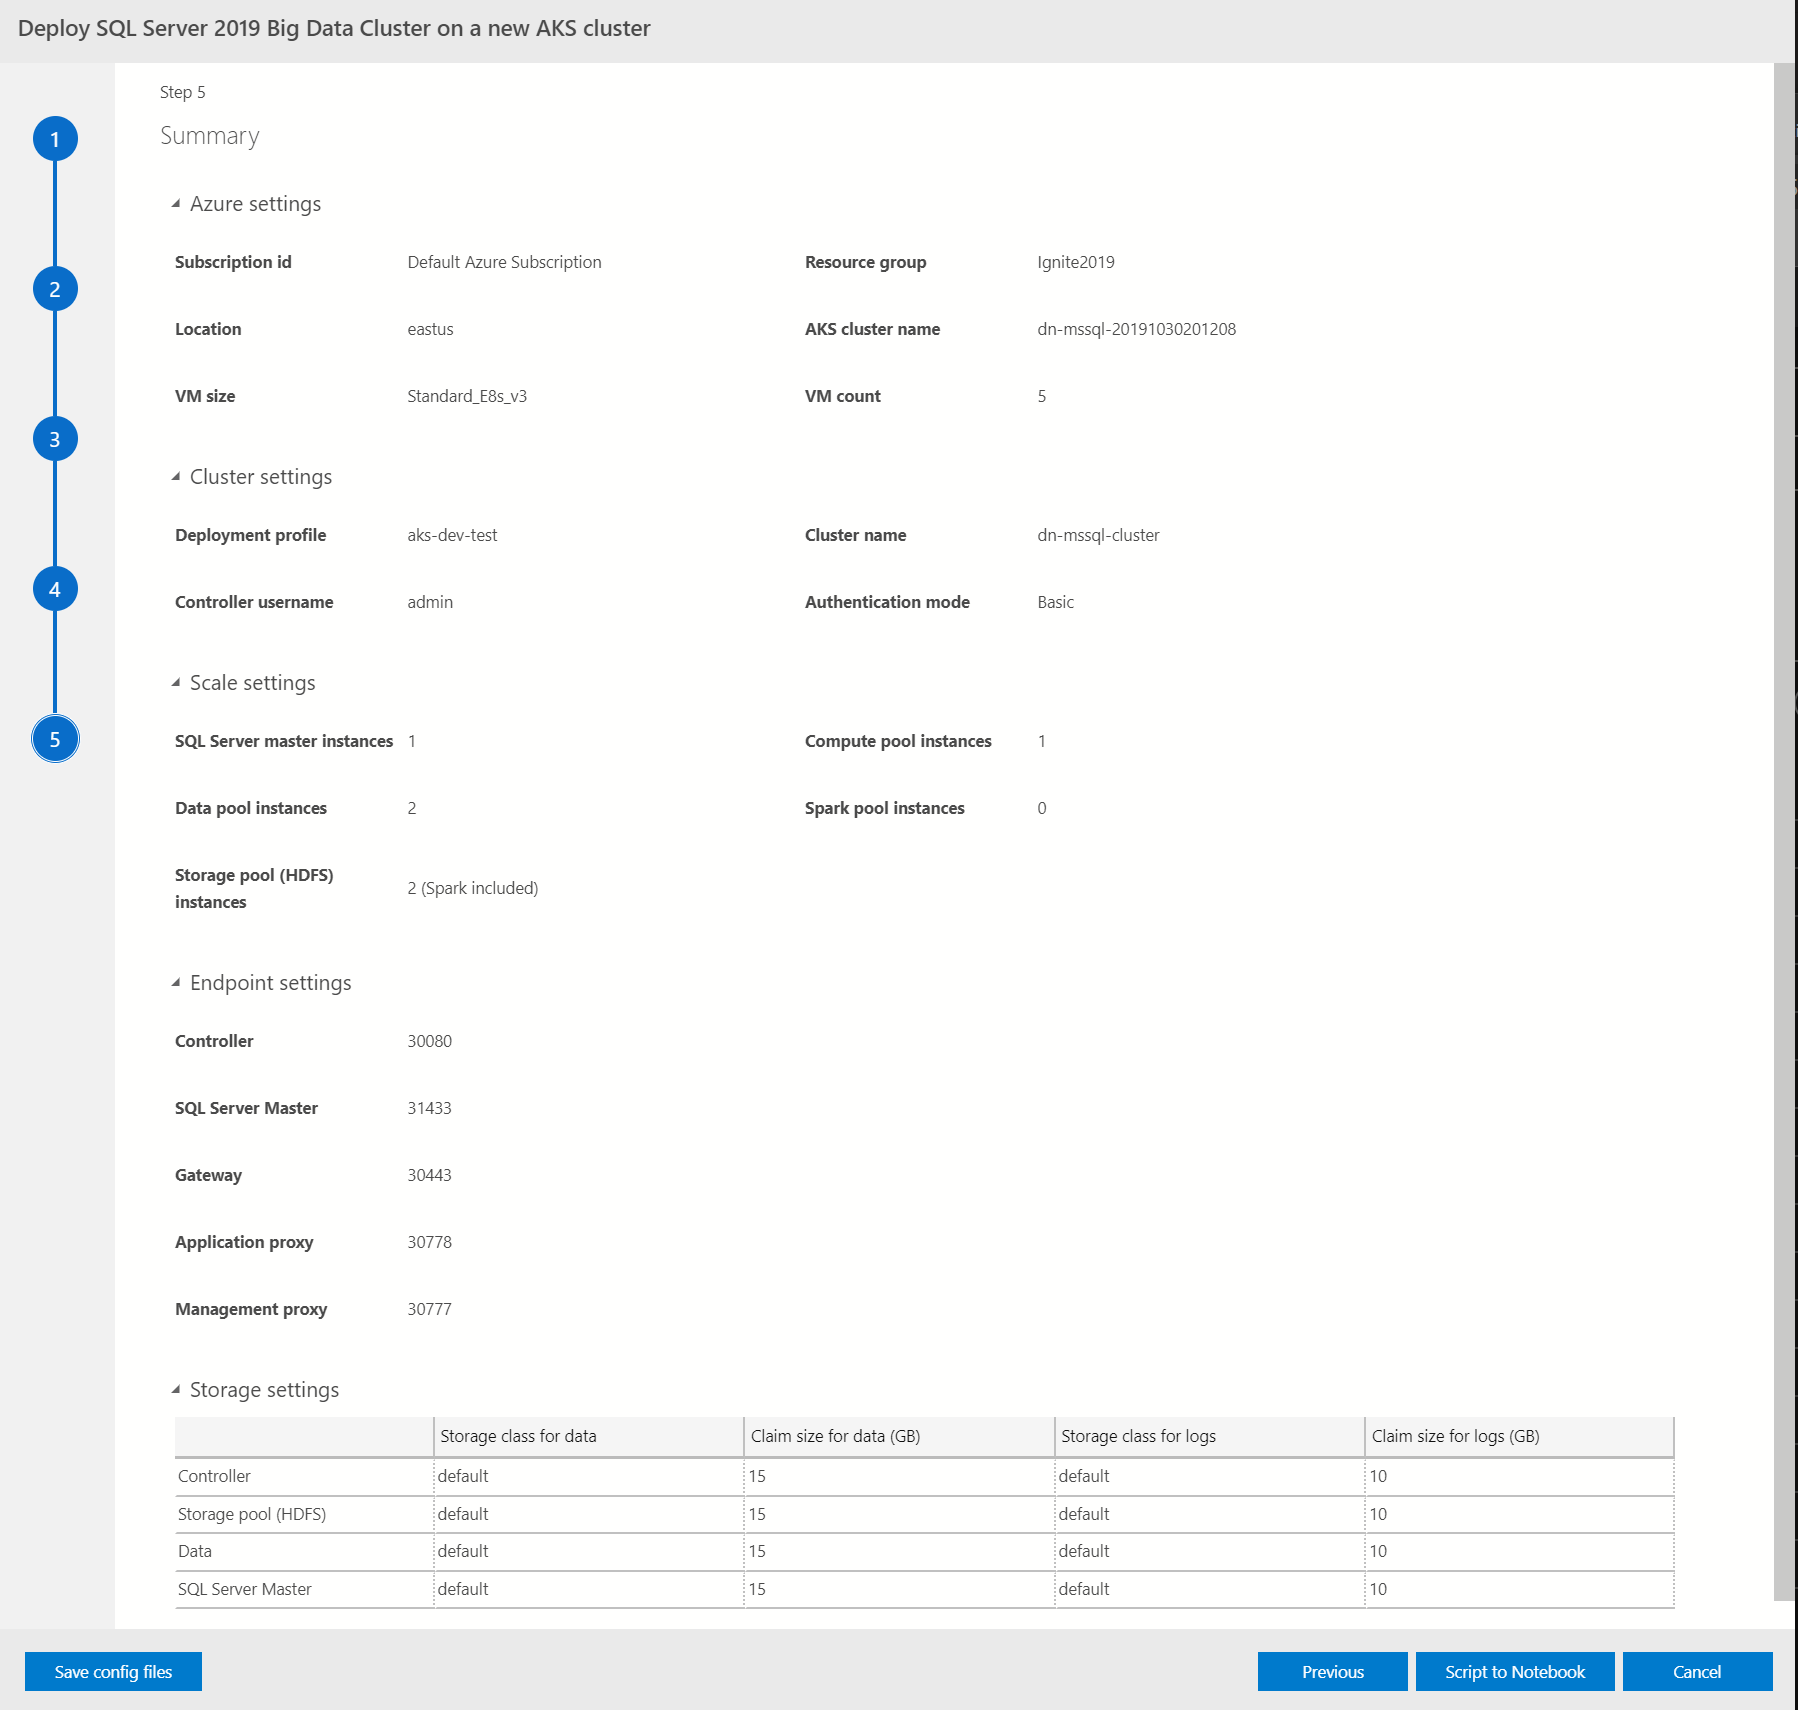 Deploy SQL Server 2019 Big Data Cluster on a new AKS cluster
1
2
3
4
5
Step 5
Summary
Azure settings
Subscription id Default Azure Subscription Resource group Ignite2019
Location eastus AKS cluster name dn-mssql-20191030201208
VM size Standard_E8s_v3 VM count 5
Cluster settings
Deployment profile aks-dev-test Cluster name dn-mssql-cluster
Controller username admin Authentication mode Basic
Scale settings
SQL Server master instances 1 Compute pool instances 1
Data pool instances 2 Spark pool instances 0
Storage pool (HDFS)
instances 2 (Spark included)
Endpoint settings
Controller 30080
SQL Server Master 31433
Gateway 30443
Application proxy 30778
Management proxy 30777
Storage settings
Storage class for data Claim size for data (GB) Storage class for logs Claim size for logs (GB)
Controller default 15 default 10
Storage pool (HDFS) default 15 default 10
Data default 15 default 10
SQL Server Master default 15 default 10
Save config files Previous Script to Notebook Cancel